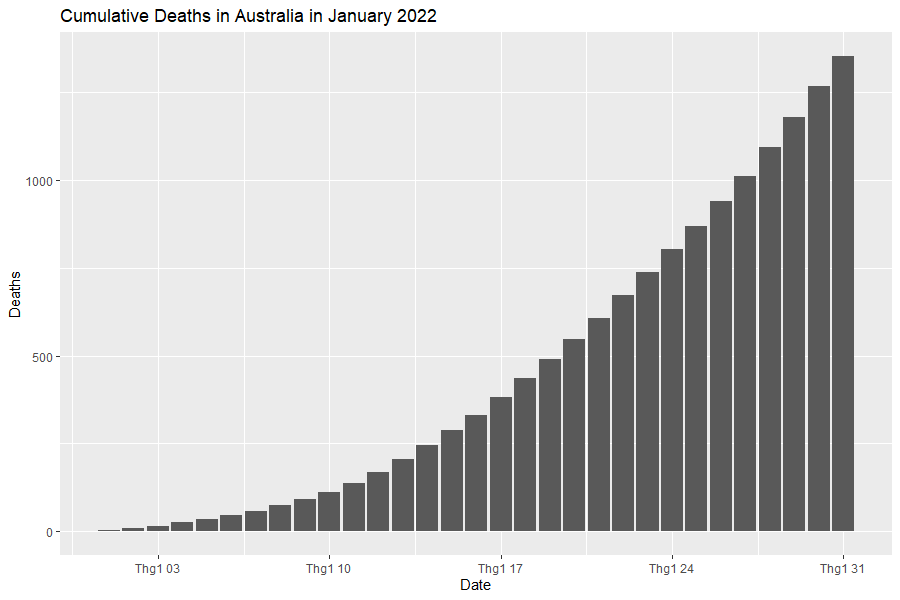 Cumulative Deaths in Australia in January 2022
Deaths
1000
500
0
Thg1 03 Thg1 10 Thg1 17 Thg1 24 Thg1 31
Date